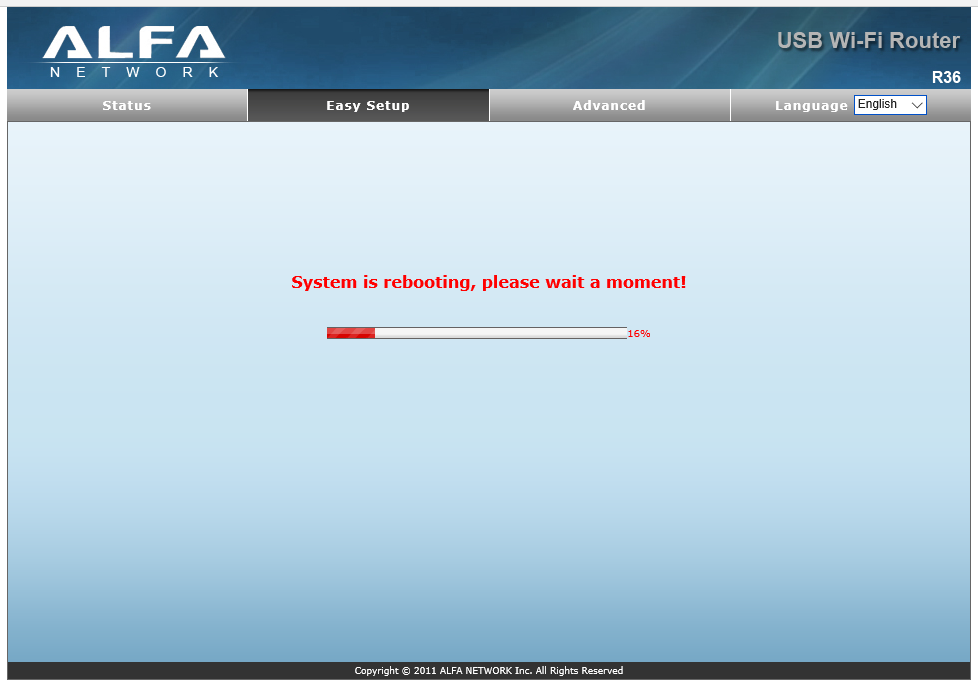 ALFA
NETWORK
USB Wi-Fi Router
R36
Status
Easy Setup
Advanced
Language English
System is rebooting, please wait a moment!
16%
Copyright © 2011 ALFA NETWORK Inc. All Rights Reserved